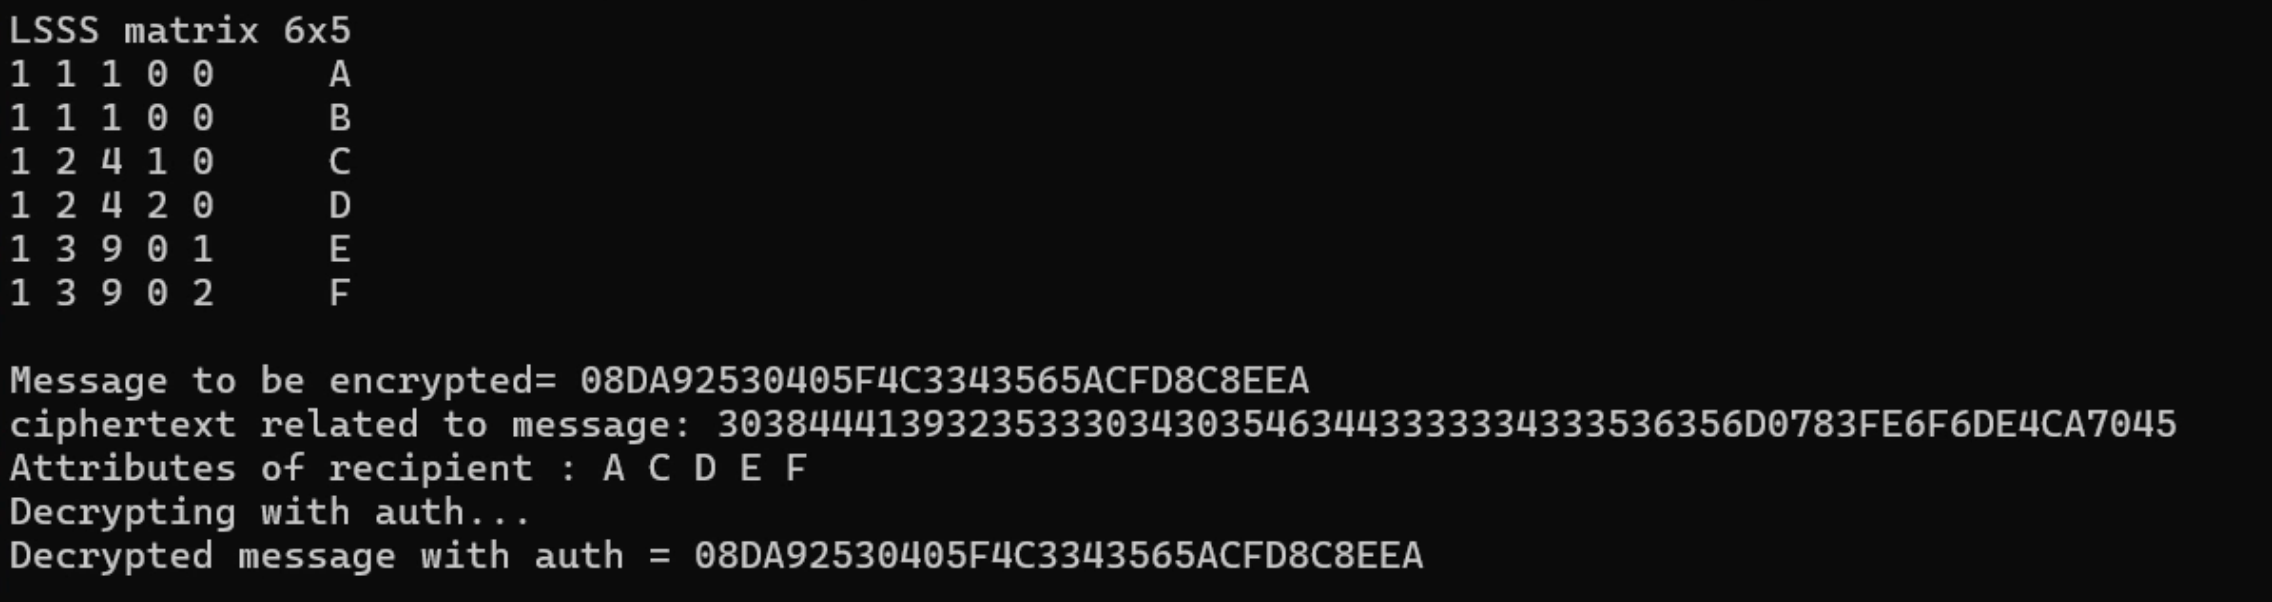 LSSS matrix 6x5
1 1 1 0 0     A
1 1 1 0 0     B
1 2 4 1 0     C
1 2 4 2 0     D
1 3 9 0 1     E
1 3 9 0 2     F
Message to be encrypted= 08DA92530405F4C3343565ACFD8C8EEA
ciphertext related to message: 303844413932353330343035463443333334333536356D0783FE6F6DE4CA7045
Attributes of recipient : A C D E F
Decrypting with auth...
Decrypted message with auth = 08DA92530405F4C3343565ACFD8C8EEA